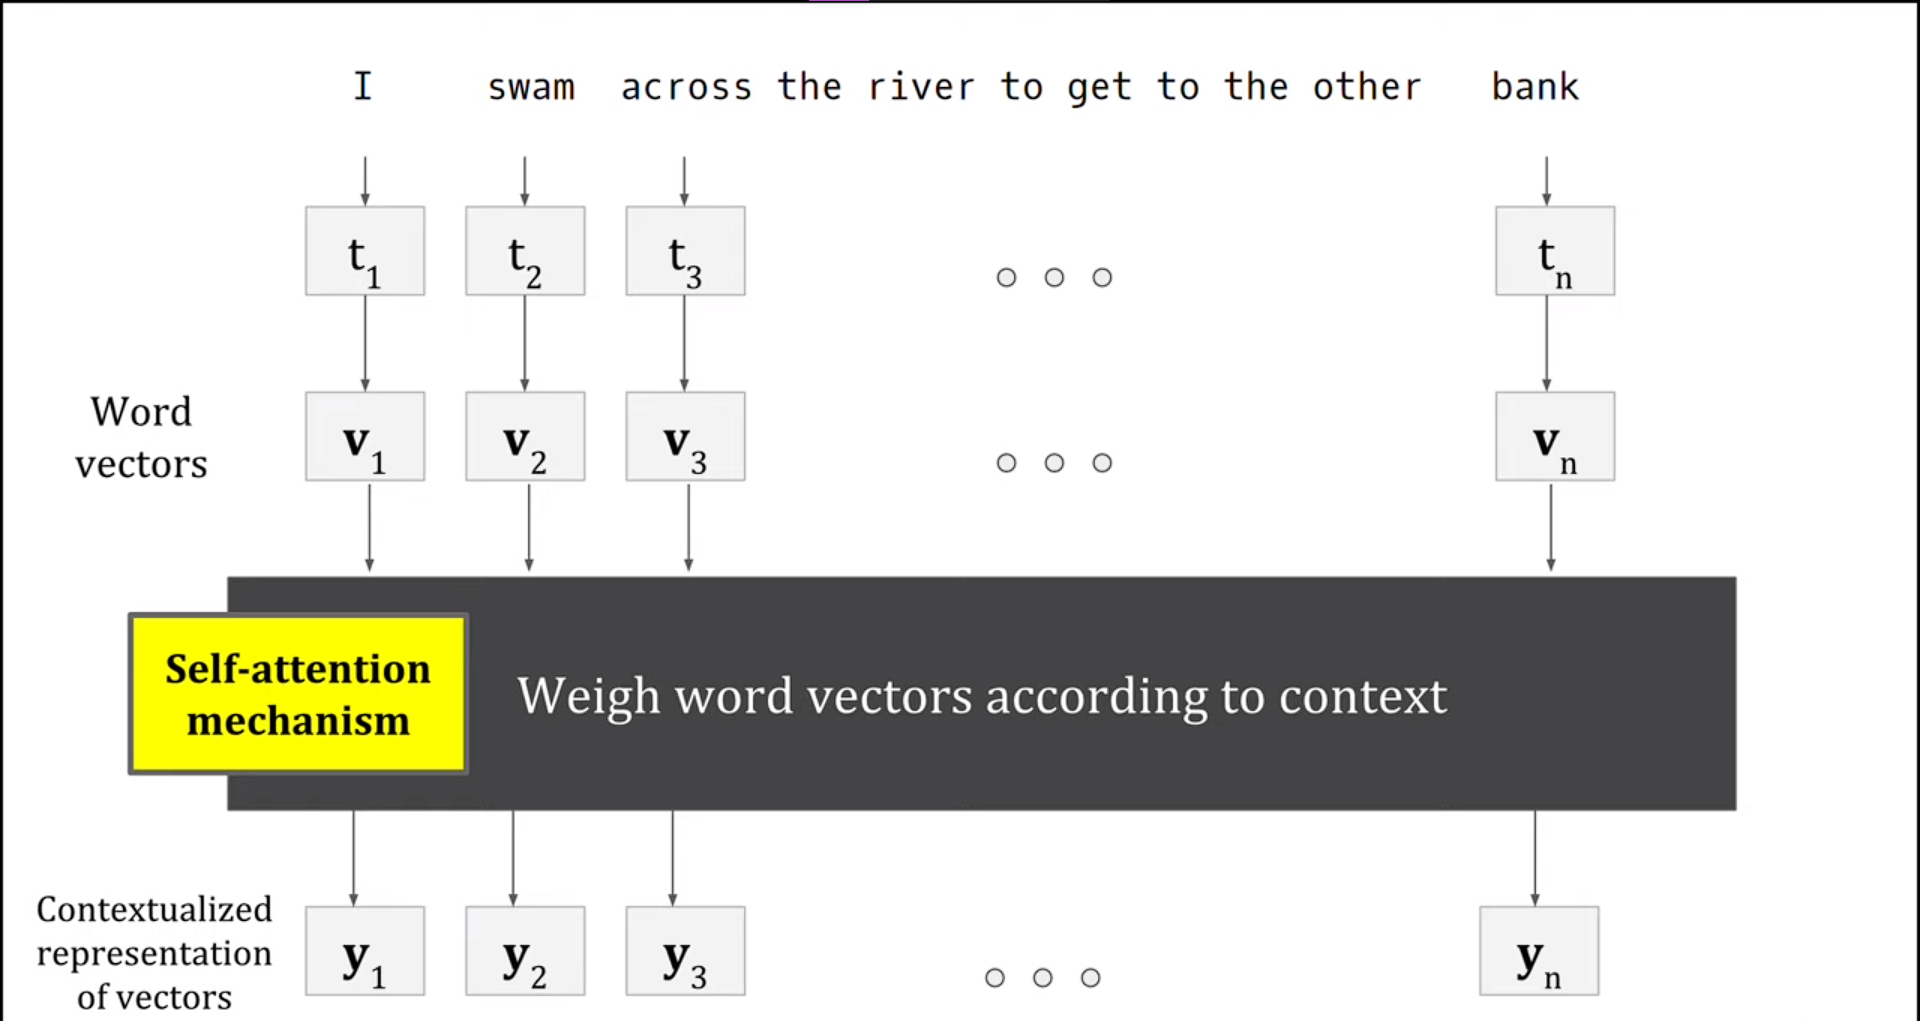 I swam across the river to get to the other bank
t1 t2 t3 tn
Word
vectors
v1 v2 v3 vn
Self-attention
mechanism
Weigh word vectors according to context
Contextualized
representation
of vectors
y1 y2 y3 yn